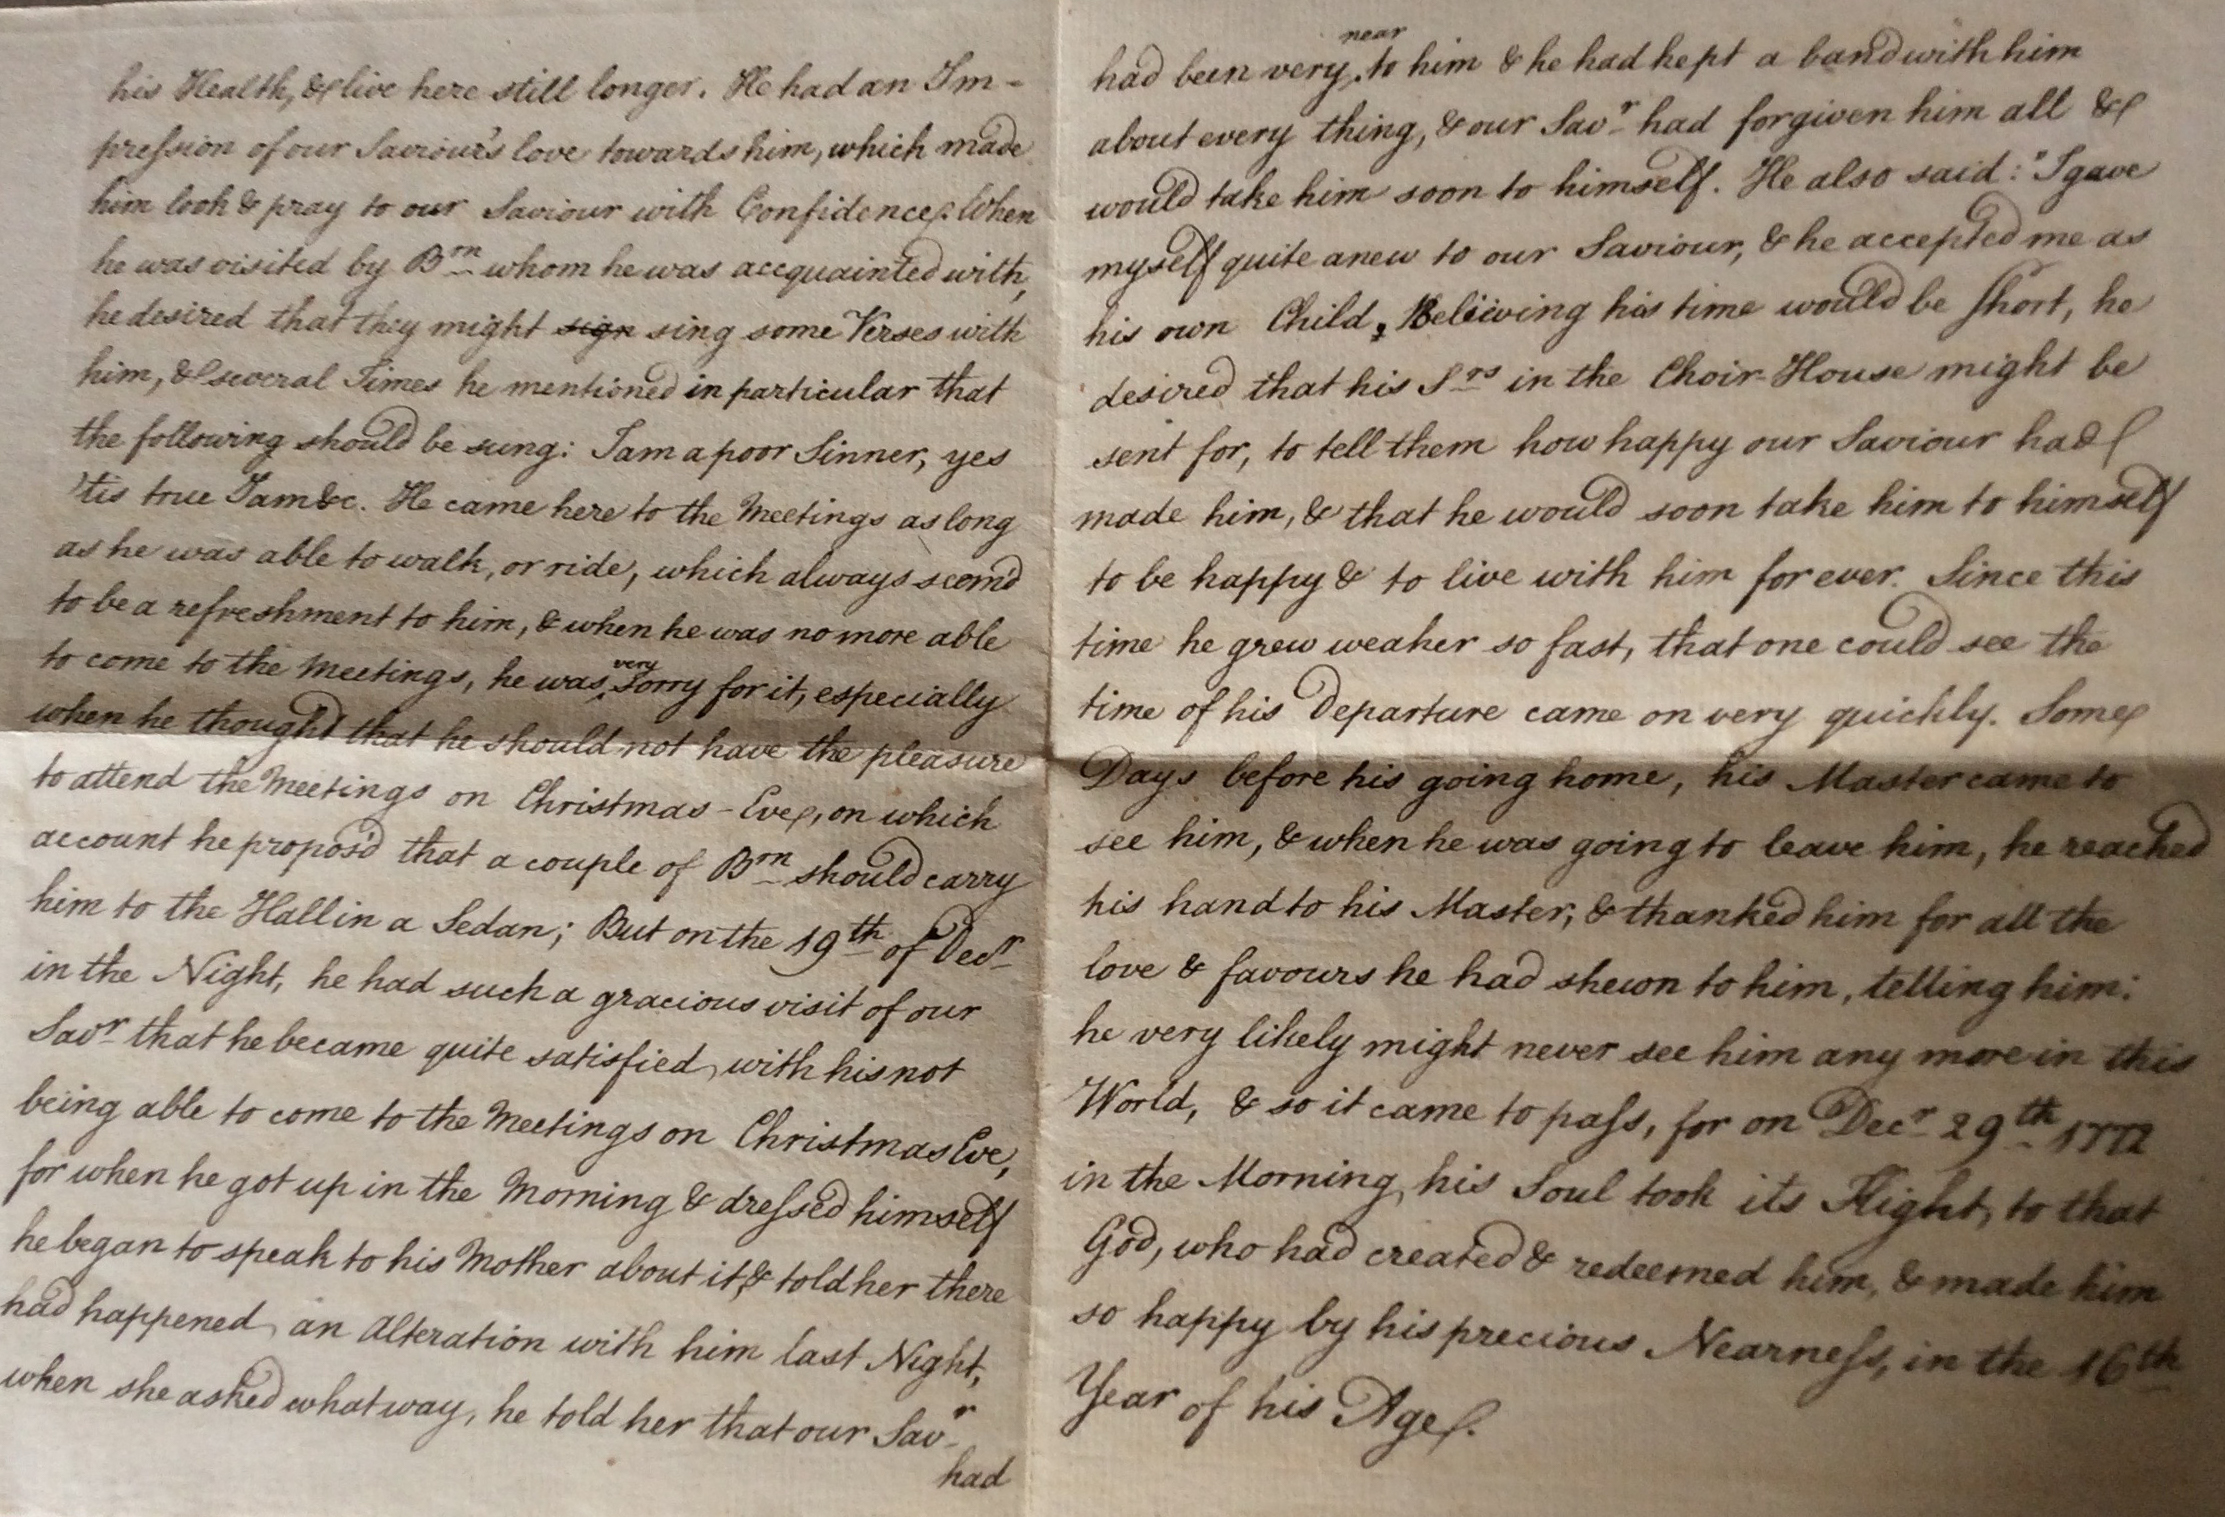 his Health, & live here still longer. He had an Im-
preſsion of our Saviour's love towards him, which made
him look & pray to our Saviour with Confidence. When
he was visited by Brn whom he was accquainted with,
he desired that they might sign sing some Verses with
him, & several Times he mentioned in particular that
the following should be sung: I am a poor Sinner, yes
'tis true I am &c. He came here to the Meetings as long
as he was able to walk, or ride, which always seem'd
to be a refreshment to him, & when he was no more able
to come to the Meetings, he was very sorry for it, especially
when he thought that he should not have the pleasure
to attend the Meetings on Christmas-Eve, on which
account he propos'd that a couple of Brn should carry
him to the Hall in a Sedan; But on the 19th of Decr
in the Night, he had such a gracious visit of our
Savr that he became quite satisfied, with his not
being able to come to the Meetings on Christmas Eve,
for when he got up in the Morning & dreſsed himself
he began to speak to his Mother about it, & told her there
had happened, an Alteration with him last Night,
when she asked what way, he told her that our Savr
had
had been very near to him & he had kept a band with him
about every thing, & our Savr had forgiven him all &
would take him soon to himself. He also said: "I gave
myself quite anew to our Saviour, & he accepted me as
his own Child, Believing his time would be short, he
desired that his Srs in the Choir-House might be
sent for, to tell them how happy our Saviour had
made him, & that he would soon take him to himself
to be happy & to live with him for ever. Since this
time he grew weaker so fast, that one could see the
time of his Departure came on very quickly. Some
Days before his going home, his Master came to
see him, & when he was going to leave him, he reached
his hand to his Master, & thanked him for all the
love & favours he had shewn to him, telling him:
he very likely might never see him any more in this
World, & so it came to paſs, for on Decr 29th 1772
in the Morning, his Soul took its Flight, to that
God, who had created & redeemed him, & made him
so happy by his precious Nearneſs, in the 16th
Year of his Age.